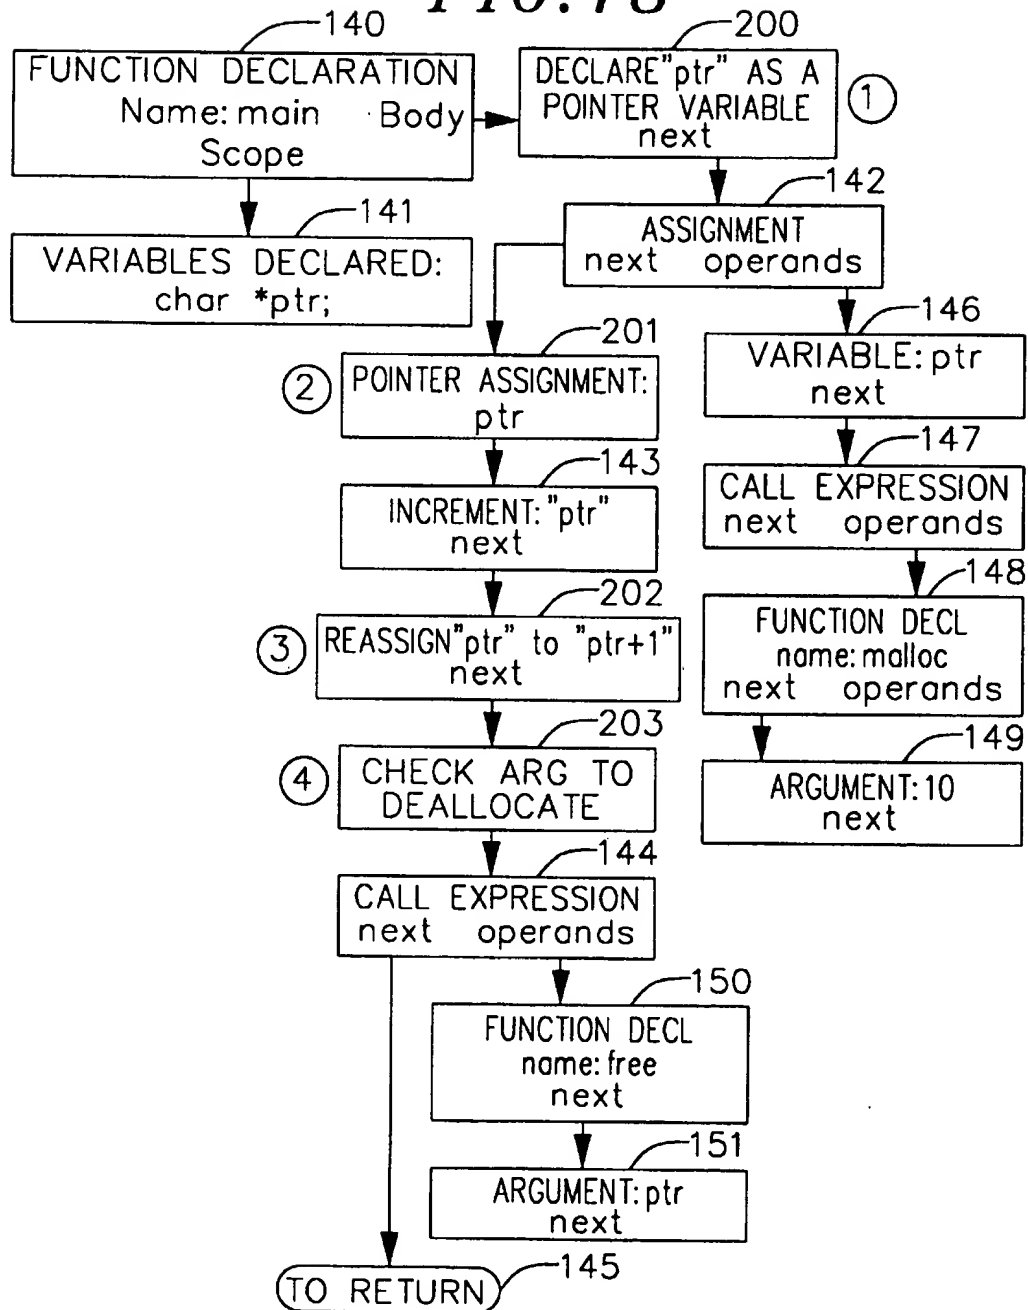 140
FUNCTION DECLARATION
Name: main Body
Scope
200
DECLARE "ptr" AS A
POINTER VARIABLE
next
1
141
VARIABLES DECLARED:
char *ptr;
142
ASSIGNMENT
next operands
201
2
POINTER ASSIGNMENT:
ptr
146
VARIABLE: ptr
next
143
INCREMENT: "ptr"
next
147
CALL EXPRESSION
next operands
202
3
REASSIGN "ptr" to "ptr+1"
next
148
FUNCTION DECL
name: malloc
next operands
203
4
CHECK ARG TO
DEALLOCATE
149
ARGUMENT: 10
next
144
CALL EXPRESSION
next operands
150
FUNCTION DECL
name: free
next
151
ARGUMENT: ptr
next
145
TO RETURN